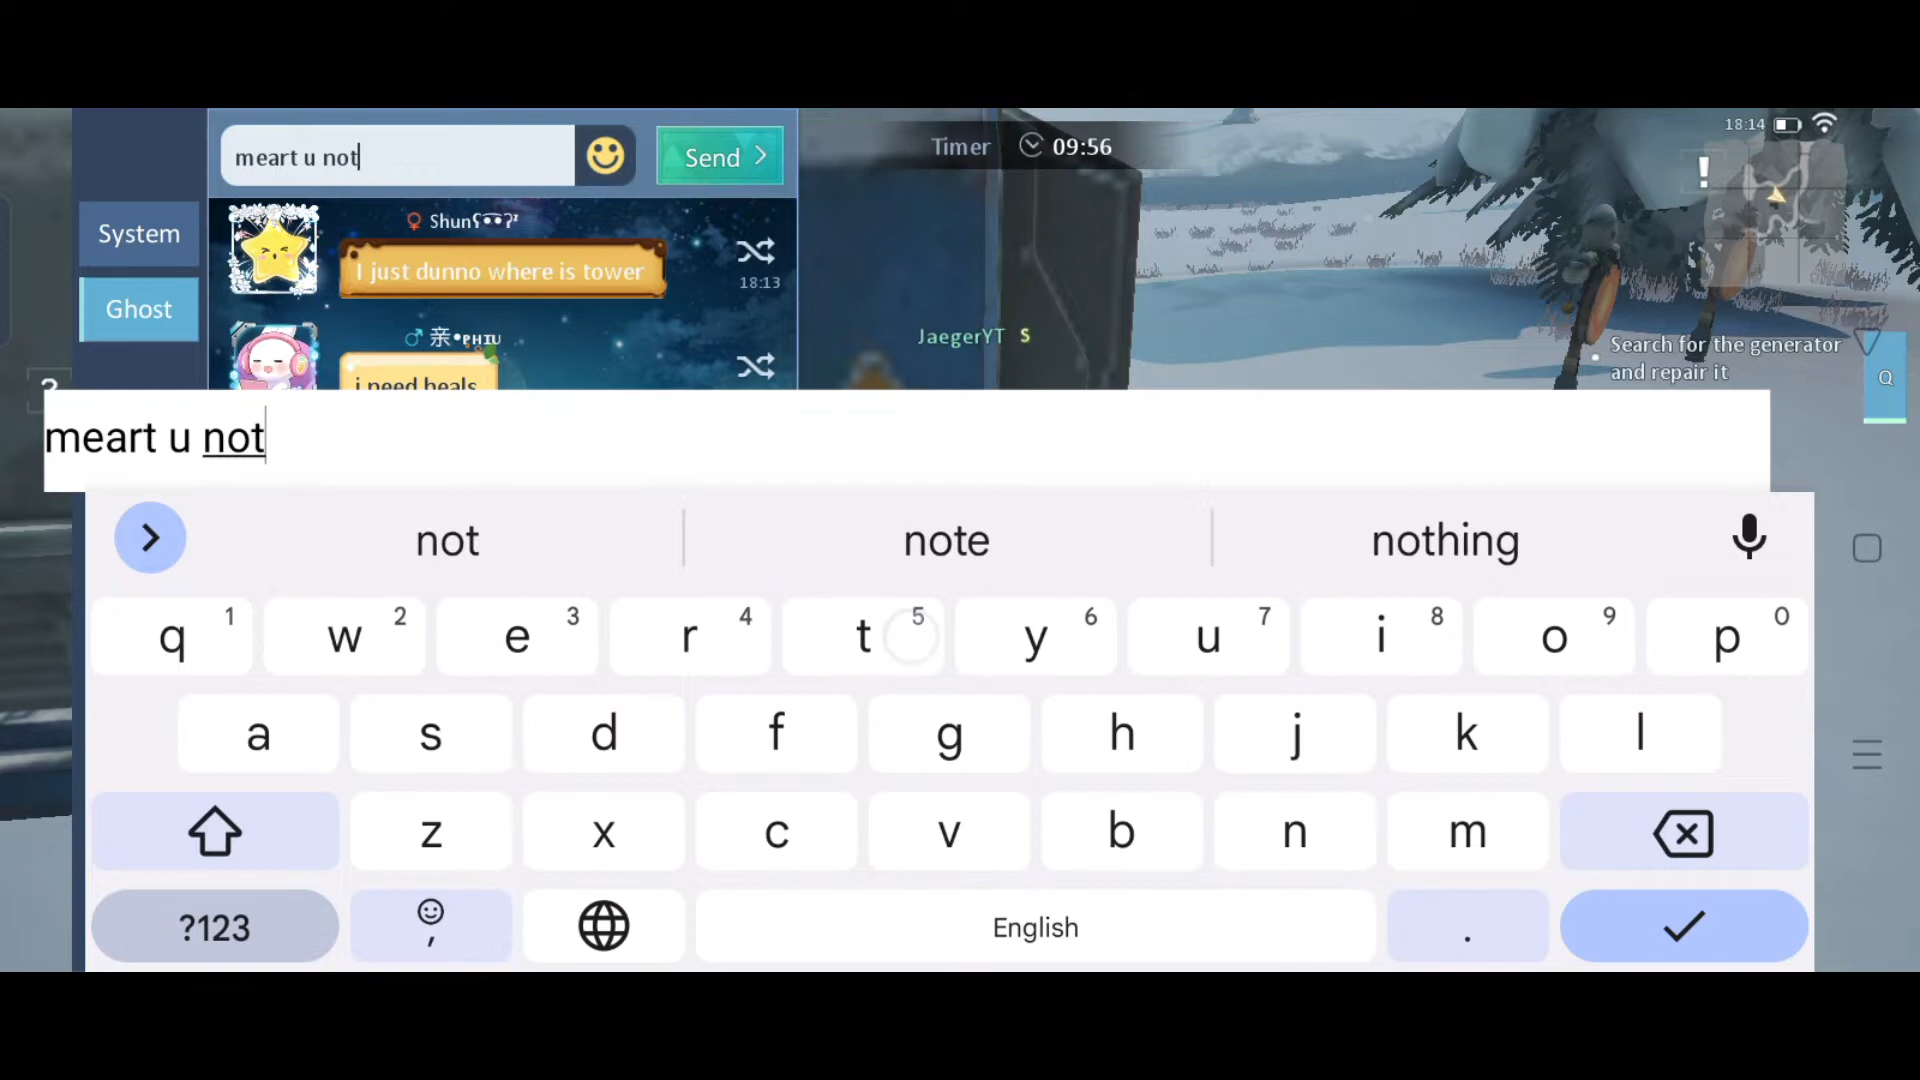 meart u not
Send
Timer 09:56
18:14
System
Ghost
Shun
I just dunno where is tower
18:13
亲•PHIU
i need heals
JaegerYT S
Search for the generator
and repair it
Q
?
meart u not
not note nothing
q 1 w 2 e 3 r 4 t 5 y 6 u 7 i 8 o 9 p 0
a s d f g h j k l
z x c v b n m
?123 , English .